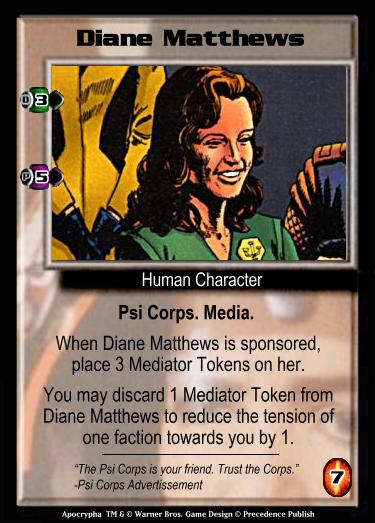 Diane Matthews
D 3
P 5
Human Character
Psi Corps. Media.
When Diane Matthews is sponsored,
place 3 Mediator Tokens on her.
You may discard 1 Mediator Token from
Diane Matthews to reduce the tension of
one faction towards you by 1.
“The Psi Corps is your friend. Trust the Corps.”
-Psi Corps Advertisement
7
Apocrypha TM & © Warner Bros. Game Design © Precedence Publish